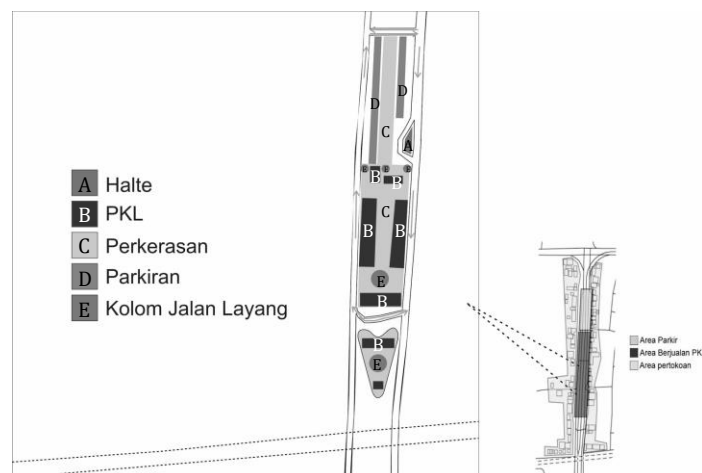 D
D
C
A
E
E
E
B
B
C
B
B
E
B
B
E
A Halte
B PKL
C Perkerasan
D Parkiran
E Kolom Jalan Layang
Area Parkir
Area Berjualan PK
Area pertokoan